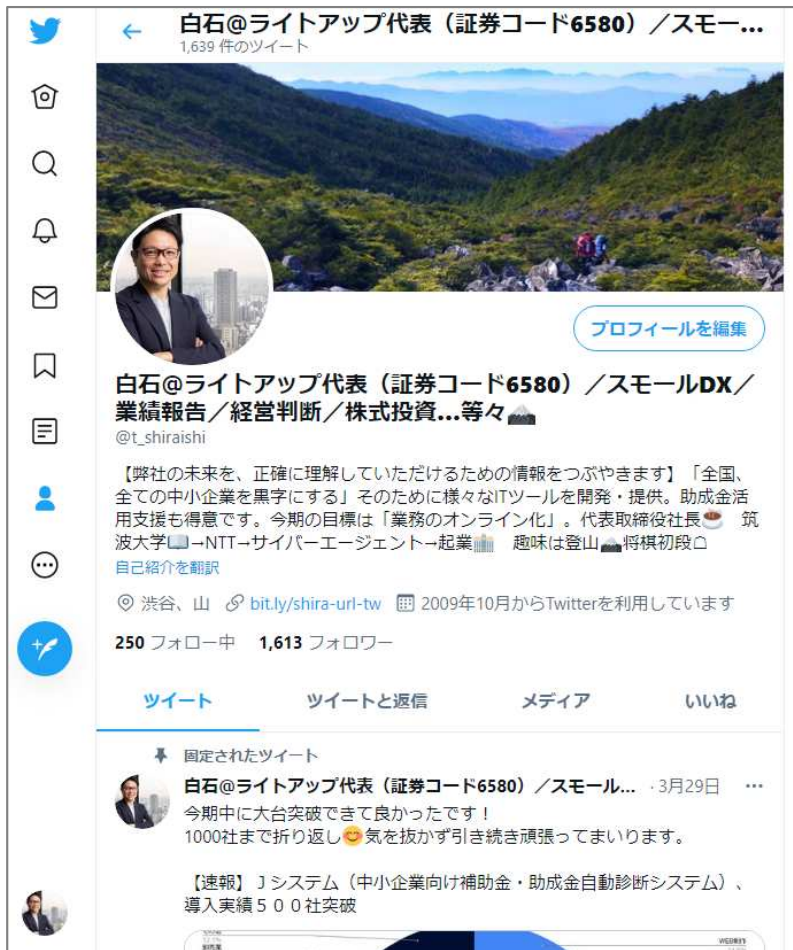 白石@ライトアップ代表（証券コード6580）／スモー...
1,639 件のツイート
プロフィールを編集
白石@ライトアップ代表（証券コード6580）／スモールDX／
業績報告／経営判断／株式投資...等々🏔
@t_shiraishi
【弊社の未来を、正確に理解していただけるための情報をつぶやきます】「全国、
全ての中小企業を黒字にする」そのために様々なITツールを開発・提供。助成金活
用支援も得意です。今期の目標は「業務のオンライン化」。代表取締役社長☕ 筑
波大学📖→NTT→サイバーエージェント→起業🏙 趣味は登山🏔将棋初段☖
自己紹介を翻訳
渋谷、山 bit.ly/shira-url-tw 2009年10月からTwitterを利用しています
250 フォロー中 1,613 フォロワー
ツイート ツイートと返信 メディア いいね
固定されたツイート
白石@ライトアップ代表（証券コード6580）／スモール... ·3月29日 …
今期中に大台突破できて良かったです！
1000社まで折り返し😊気を抜かず引き続き頑張ってまいります。
【速報】Jシステム（中小企業向け補助金・助成金自動診断システム）、
導入実績５００社突破